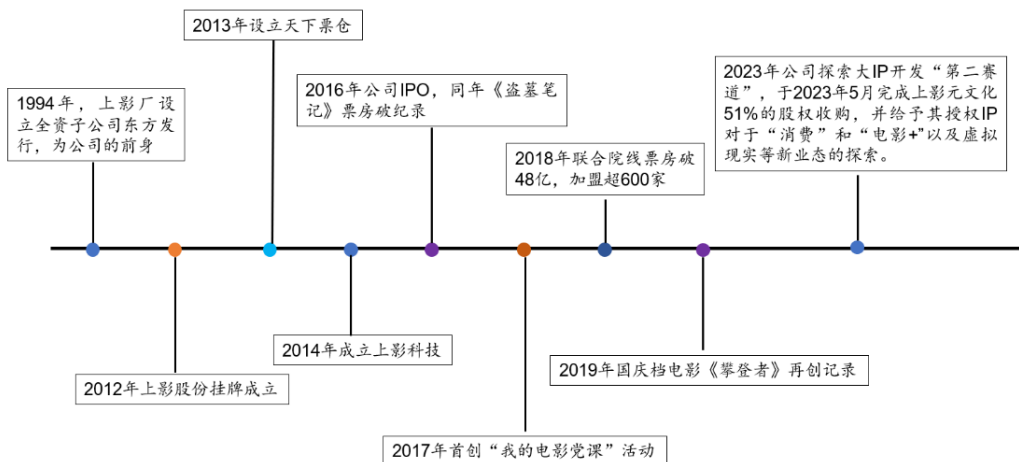 1994年，上影厂设
立全资子公司东方发
行，为公司的前身
2012年上影股份挂牌成立
2013年设立天下票仓
2014年成立上影科技
2016年公司IPO，同年《盗墓笔
记》票房破纪录
2017年首创“我的电影党课”活动
2018年联合院线票房破
48亿，加盟超600家
2019年国庆档电影《攀登者》再创记录
2023年公司探索大IP开发“第二赛
道”，于2023年5月完成上影元文化
51%的股权收购，并给予其授权IP
对于“消费”和“电影+”以及虚拟
现实等新业态的探索。